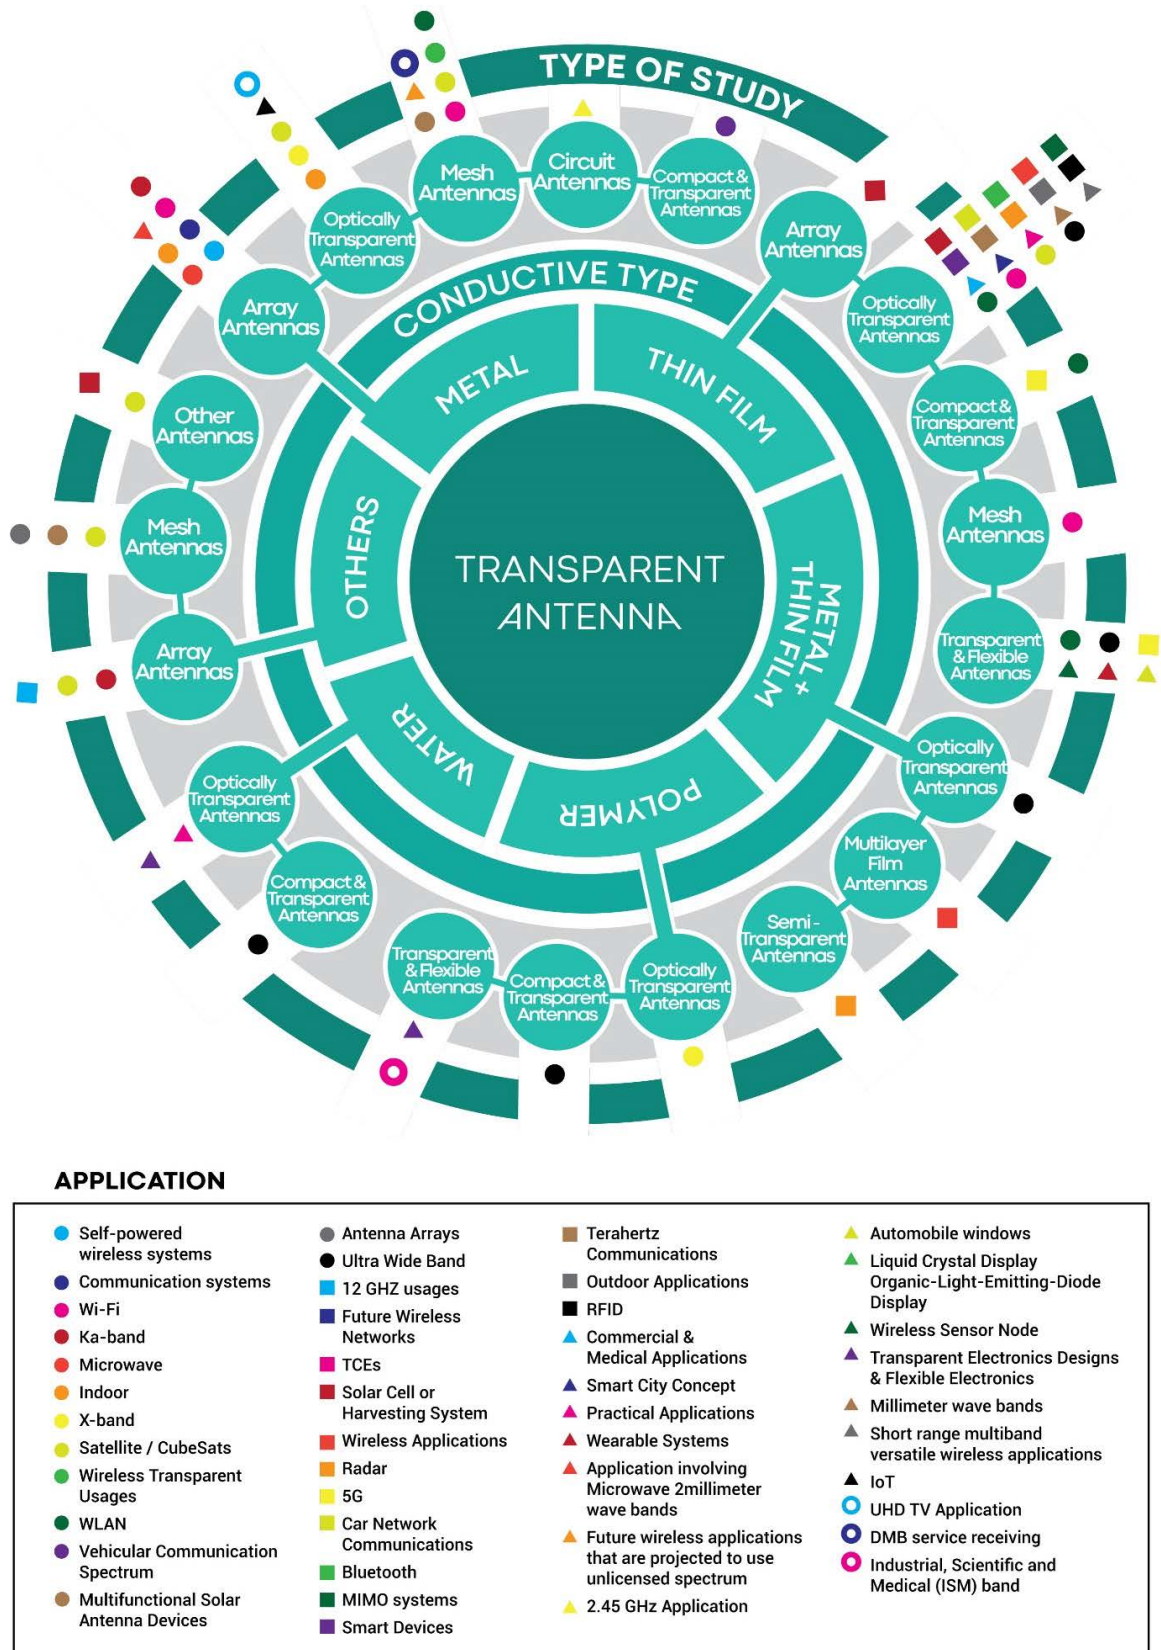 TYPE OF STUDY
Mesh
Antennas
Circuit
Antennas
Compact &
Transparent
Antennas
Array
Antennas
Optically
Transparent
Antennas
Compact &
Transparent
Antennas
Mesh
Antennas
Transparent
& Flexible
Antennas
Optically
Transparent
Antennas
Multilayer
Film
Antennas
Semi-
Transparent
Antennas
Optically
Transparent
Antennas
Compact &
Transparent
Antennas
Transparent
& Flexible
Antennas
Compact &
Transparent
Antennas
Optically
Transparent
Antennas
Array
Antennas
Mesh
Antennas
Other
Antennas
Array
Antennas
Optically
Transparent
Antennas
CONDUCTIVE TYPE
METAL
THIN FILM
METAL +
THIN FILM
POLYMER
WATER
OTHERS
TRANSPARENT
ANTENNA
APPLICATION
Self-powered
wireless systems
Communication systems
Wi-Fi
Ka-band
Microwave
Indoor
X-band
Satellite / CubeSats
Wireless Transparent
Usages
WLAN
Vehicular Communication
Spectrum
Multifunctional Solar
Antenna Devices
Antenna Arrays
Ultra Wide Band
12 GHZ usages
Future Wireless
Networks
TCEs
Solar Cell or
Harvesting System
Wireless Applications
Radar
5G
Car Network
Communications
Bluetooth
MIMO systems
Smart Devices
Terahertz
Communications
Outdoor Applications
RFID
Commercial &
Medical Applications
Smart City Concept
Practical Applications
Wearable Systems
Application involving
Microwave 2millimeter
wave bands
Future wireless applications
that are projected to use
unlicensed spectrum
2.45 GHz Application
Automobile windows
Liquid Crystal Display
Organic-Light-Emitting-Diode
Display
Wireless Sensor Node
Transparent Electronics Designs
& Flexible Electronics
Millimeter wave bands
Short range multiband
versatile wireless applications
IoT
UHD TV Application
DMB service receiving
Industrial, Scientific and
Medical (ISM) band